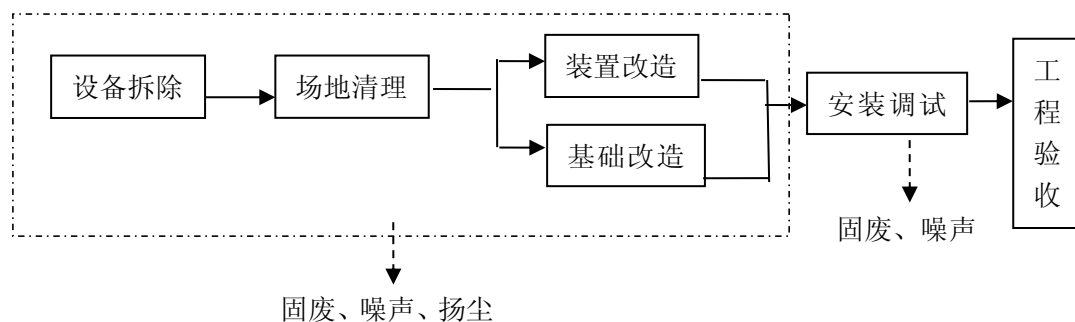 设备拆除
场地清理
装置改造
基础改造
安装调试
工程验收
固废、噪声
固废、噪声、扬尘